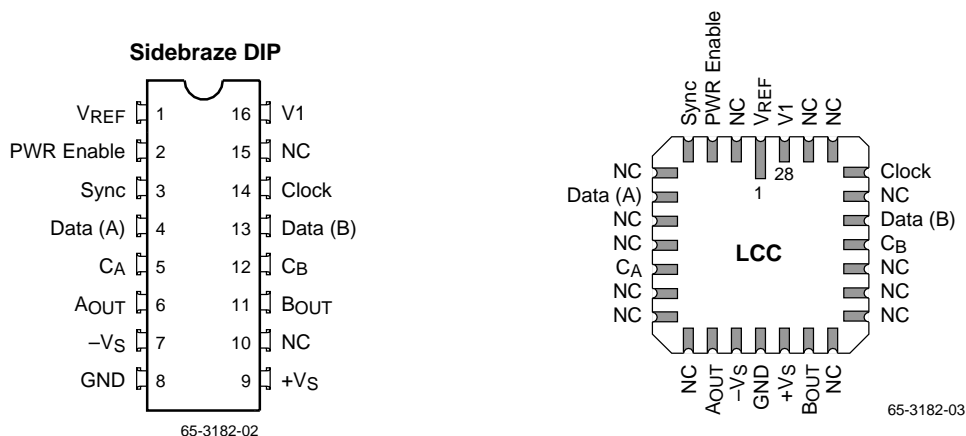 Sidebraze DIP
VREF 1 16 V1
PWR Enable 2 15 NC
Sync 3 14 Clock
Data (A) 4 13 Data (B)
CA 5 12 CB
AOUT 6 11 BOUT
–VS 7 10 NC
GND 8 9 +VS
65-3182-02
Sync
PWR Enable
NC
VREF
V1
NC
NC
NC
Data (A)
NC
NC
CA
NC
NC
1
28
LCC
Clock
NC
Data (B)
CB
NC
NC
NC
NC
AOUT
–VS
GND
+VS
BOUT
NC
65-3182-03